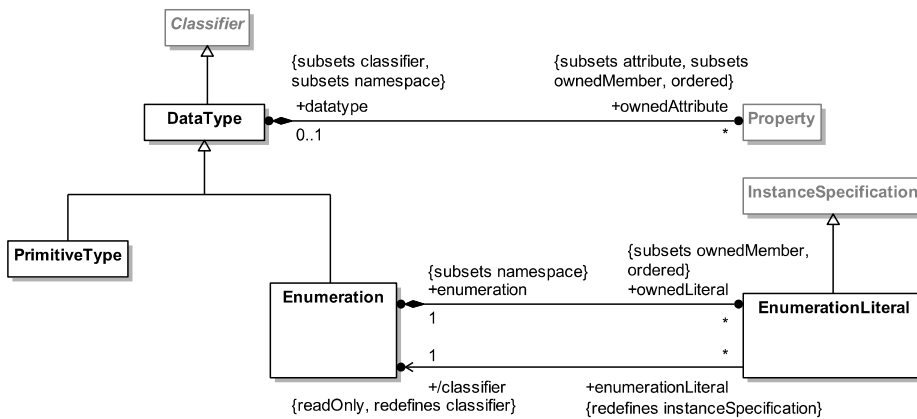 Classifier
{subsets classifier,
subsets namespace}
{subsets attribute, subsets
ownedMember, ordered}
+datatype
+ownedAttribute
DataType
Property
0..1
*
InstanceSpecification
PrimitiveType
{subsets namespace}
{subsets ownedMember,
ordered}
+enumeration
+ownedLiteral
Enumeration
EnumerationLiteral
1
*
1
*
+/classifier
+enumerationLiteral
{readOnly, redefines classifier}
{redefines instanceSpecification}